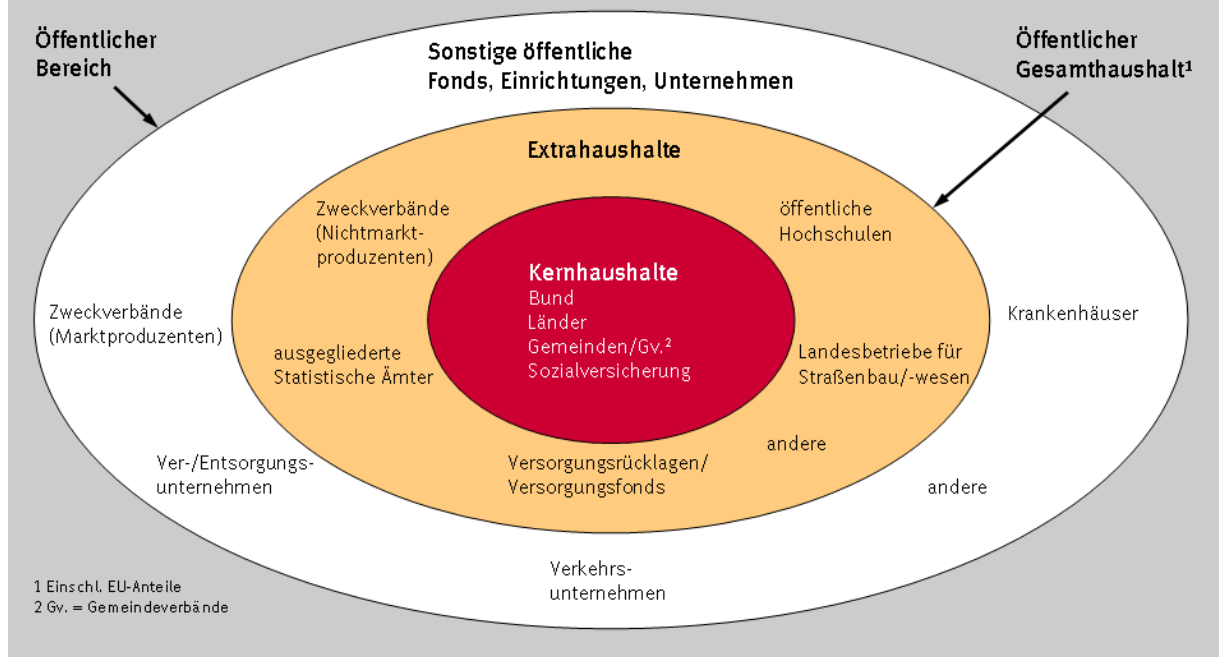 Öffentlicher
Bereich
Sonstige öffentliche
Fonds, Einrichtungen, Unternehmen
Öffentlicher
Gesamthaushalt¹
Extrahaushalte
Zweckverbände
(Nichtmarkt-
produzenten)
öffentliche
Hochschulen
Kernhaushalte
Bund
Länder
Gemeinden/Gv.²
Sozialversicherung
Zweckverbände
(Marktproduzenten)
Krankenhäuser
ausgegliederte
Statistische Ämter
Landesbetriebe für
Straßenbau/-wesen
andere
Ver-/Entsorgungs-
unternehmen
Versorgungsrücklagen/
Versorgungsfonds
andere
Verkehrs-
unternehmen
1 Einschl. EU-Anteile
2 Gv. = Gemeindeverbände